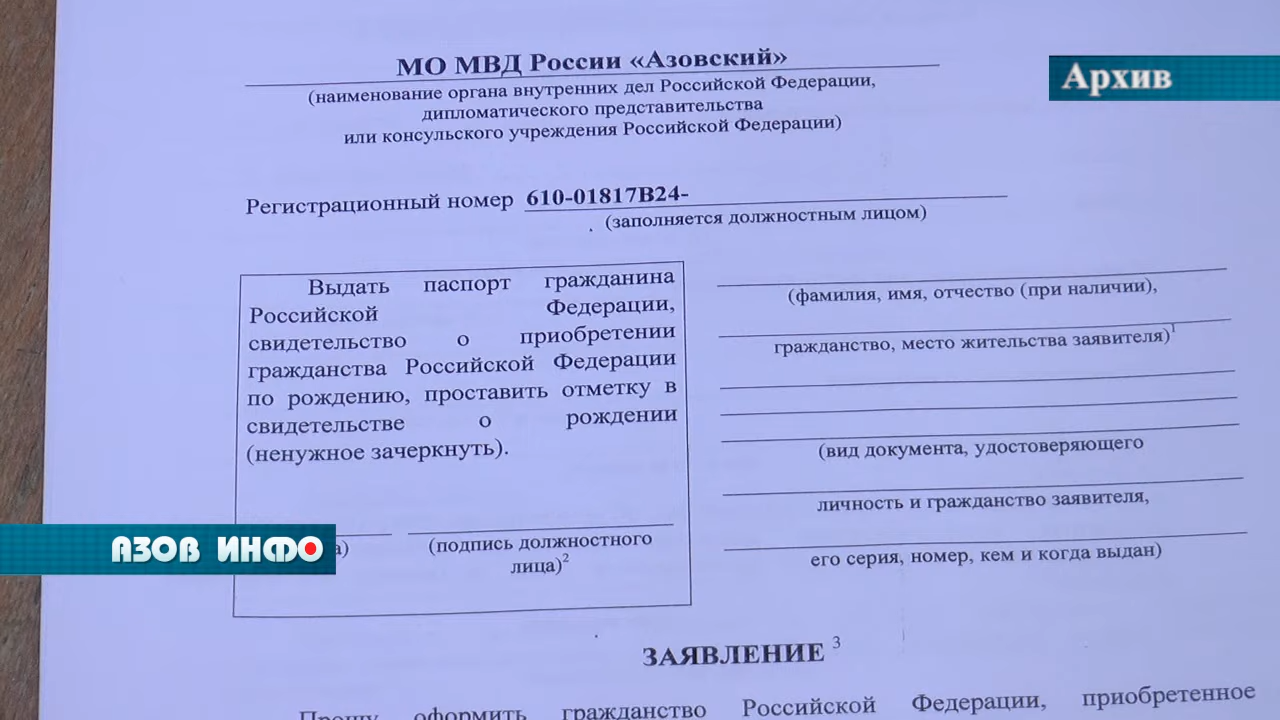 МО МВД России «Азовский»
(наименование органа внутренних дел Российской Федерации,
дипломатического представительства
или консульского учреждения Российской Федерации)
Архив
Регистрационный номер 610-01817В24-
(заполняется должностным лицом)
Выдать паспорт гражданина
Российской Федерации,
свидетельство о приобретении
гражданства Российской Федерации
по рождению, проставить отметку в
свидетельстве о рождении
(ненужное зачеркнуть).
(подпись должностного
лица)2
(фамилия, имя, отчество (при наличии),
гражданство, место жительства заявителя)1
(вид документа, удостоверяющего
личность и гражданство заявителя,
его серия, номер, кем и когда выдан)
АЗОВ ИНФО
ЗАЯВЛЕНИЕ 3
Прошу оформить гражданство Российской Федерации, приобретенное